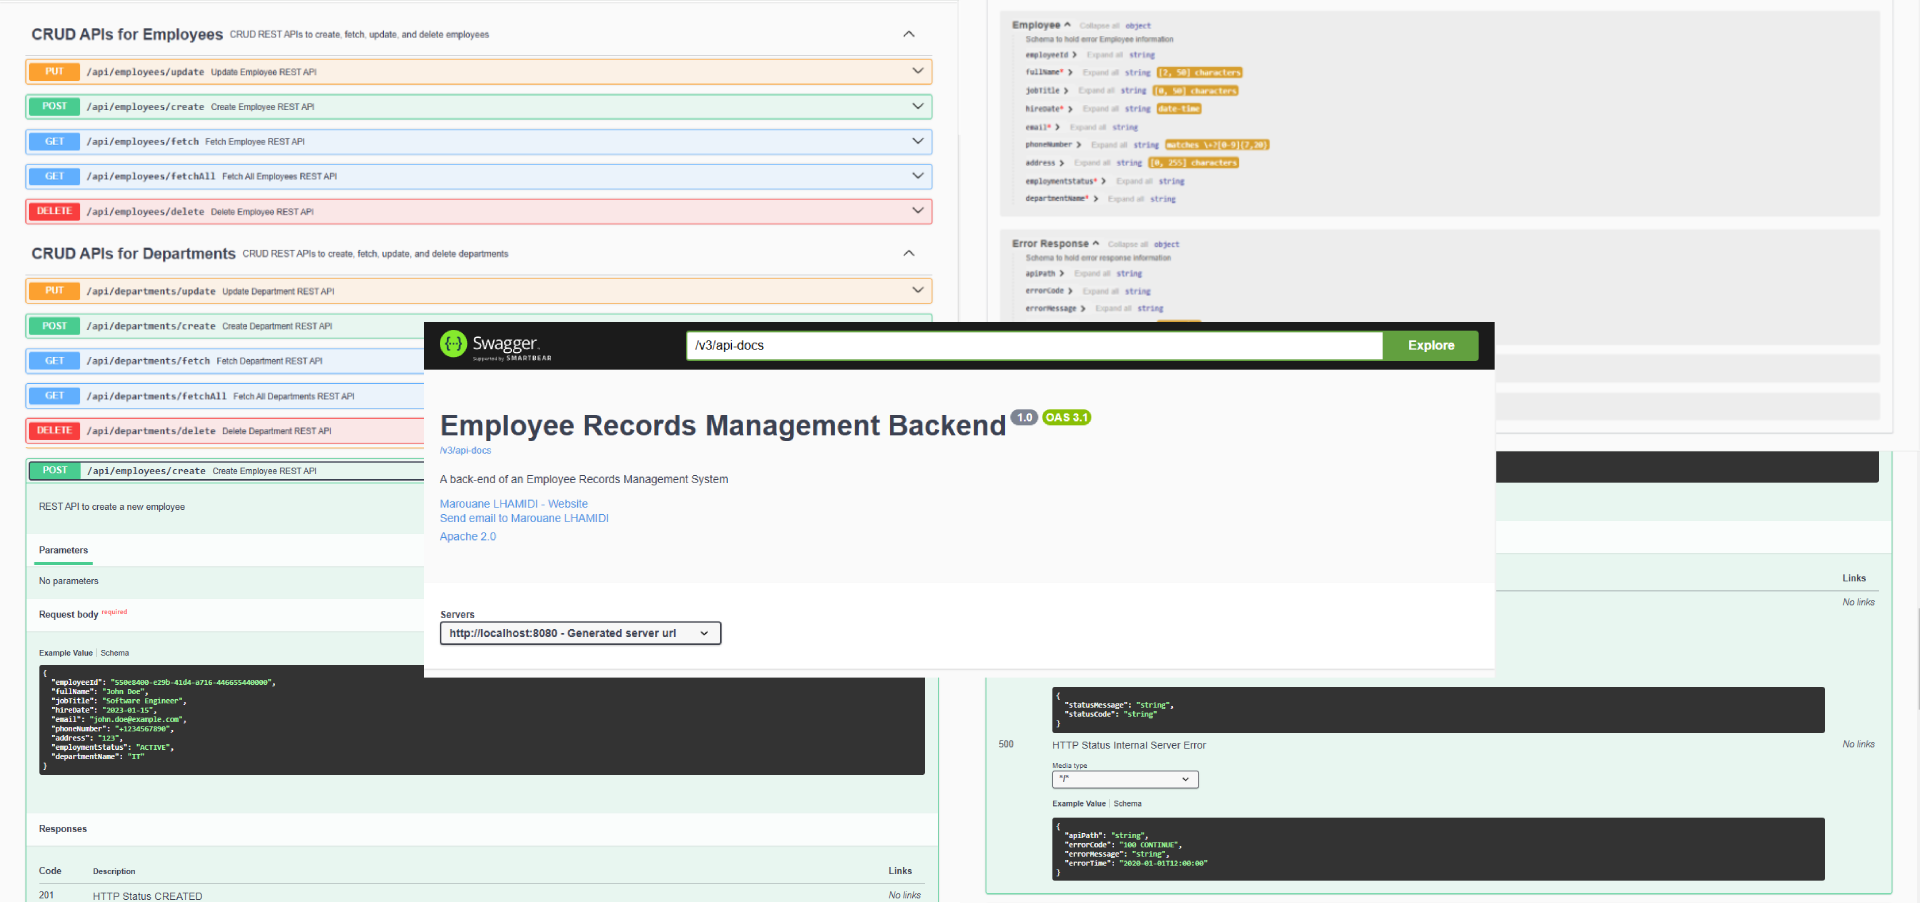 CRUD APIs for Employees CRUD REST APIs to create, fetch, update, and delete employees
PUT /api/employees/update Update Employee REST API
POST /api/employees/create Create Employee REST API
GET /api/employees/fetch Fetch Employee REST API
GET /api/employees/fetchAll Fetch All Employees REST API
DELETE /api/employees/delete Delete Employee REST API
CRUD APIs for Departments CRUD REST APIs to create, fetch, update, and delete departments
PUT /api/departments/update Update Department REST API
POST /api/departments/create Create Department REST API
GET /api/departments/fetch Fetch Department REST API
GET /api/departments/fetchAll Fetch All Departments REST API
DELETE /api/departments/delete Delete Department REST API
POST /api/employees/create Create Employee REST API
REST API to create a new employee
Parameters
No parameters
Request body required
Example Value | Schema
{
"employeeId": "550e8400-e29b-41d4-a716-446655440000",
"fullName": "John Doe",
"jobTitle": "Software Engineer",
"hireDate": "2023-01-15",
"email": "john.doe@example.com",
"phoneNumber": "+1234567890",
"address": "123",
"employmentStatus": "ACTIVE",
"departmentName": "IT"
}
Responses
Code Description Links
201 HTTP Status CREATED No links
Swagger.
Supported by SMARTBEAR
/v3/api-docs
Explore
Employee Records Management Backend 1.0 OAS 3.1
/v3/api-docs
A back-end of an Employee Records Management System
Marouane LHAMIDI - Website
Send email to Marouane LHAMIDI
Apache 2.0
Servers
http://localhost:8080 - Generated server url
Employee Collapse all object
Schema to hold error Employee information
employeeId Expand all string
fullName* Expand all string [2, 50] characters
jobTitle Expand all string [0, 50] characters
hireDate* Expand all string date-time
email* Expand all string
phoneNumber Expand all string matches \+?[0-9]{7,20}
address Expand all string [0, 255] characters
employmentStatus* Expand all string
departmentName* Expand all string
Error Response Collapse all object
Schema to hold error response information
apiPath Expand all string
errorCode Expand all string
errorMessage Expand all string
Links
No links
{
"statusMessage": "string",
"statusCode": "string"
}
500 HTTP Status Internal Server Error No links
Media type
"/"
Example Value | Schema
{
"apiPath": "string",
"errorCode": "100 CONTINUE",
"errorMessage": "string",
"errorTime": "2020-01-01T12:00:00"
}